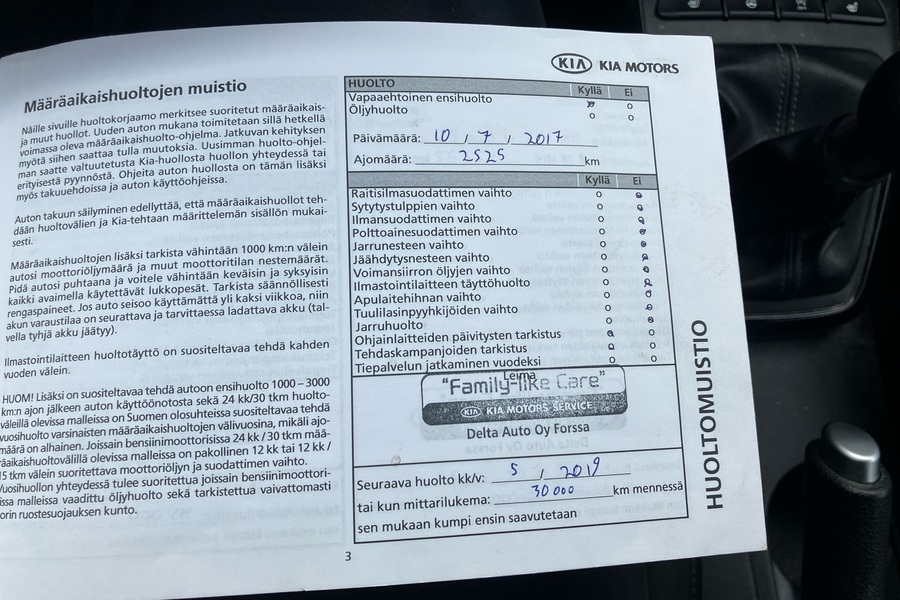 Määräaikaishuoltojen muistio
Näille sivuille huoltokorjaamo merkitsee suoritetut määräaikais-
ja muut huollot. Uuden auton mukana toimitetaan sillä hetkellä
voimassa oleva määräaikaishuolto-ohjelma. Jatkuvan kehityksen
myötä siihen saattaa tulla muutoksia. Uusimman huolto-ohjel-
man saate valtuutetusta Kia-huollosta huollon yhteydessä tai
erityisestä pyynnöstä. Ohjeita auton huollosta on tämän lisäksi
myös takuuehdoissa ja auton käyttöohjeissa.
Auton takuun säilyminen edellyttää, että määräaikaishuollot teh-
dään huoltovälien ja Kia-tehtaan määrittelemän sisällön mukai-
sesti.
Määräaikaishuoltojen lisäksi tarkista vähintään 1000 km:n välein
autosi moottoriöljymäärä ja muut moottoritilan nestemäärät.
Pidä autosi puhtaana ja voitele vähintään keväisin ja syksyisin
kaikki avaimella käytettävät lukkopesät. Tarkista säännöllisesti
rengaspaineet. Jos auto seisoo käyttämättä yli kaksi viikkoa, niin
akun varaustilaa on seurattava ja tarvittaessa ladattava akku (tal-
vella tyhjä akku jäätyy).
Ilmastointilaitteen huoltotäyttö on suositeltavaa tehdä kahden
vuoden välein.
HUOM! Lisäksi on suositeltavaa tehdä autoon ensihuolto 1000 – 3000
km:n ajon jälkeen auton käyttöönotosta sekä 24 kk/30 tkm huolto-
väleillä olevissa malleissa on Suomen olosuhteissa suositeltavaa tehdä
vuosihuolto varsinaisten määräaikaishuoltojen välivuosina, mikäli ajo-
määrä on alhainen. Joissain bensiinimoottorisissa 24 kk / 30 tkm mää-
räaikaishuoltovälillä olevissa malleissa on pakollinen 12 kk tai 12 kk /
15 tkm välein suoritettava moottoriöljyn ja suodattimen vaihto.
Vuosihuollon yhteydessä tulee suorittettua joissain bensiinimoottori-
issa malleissa vaadittu öljyhuolto sekä tarkistettua vaivattomasti
orin ruostesuojauksen kunto.
KIA KIA MOTORS
HUOLTO Kyllä Ei
Vapaaehtoinen ensihuolto
Öljyhuolto
Päivämäärä: 10 / 7 / 2017
Ajomäärä: 2525 km
Kyllä Ei
Raitisilmasuodattimen vaihto
Sytytystulppien vaihto
Ilmansuodattimen vaihto
Polttoainesuodattimen vaihto
Jarrunesteen vaihto
Jäähdytysnesteen vaihto
Voimansiirron öljyjen vaihto
Ilmastointilaitteen täyttöhuolto
Apulaitehihnan vaihto
Tuulilasinpyyhkijöiden vaihto
Jarruhuolto
Ohjainlaitteiden päivitysten tarkistus
Tehdaskampanjoiden tarkistus
Tiepalvelun jatkaminen vuodeksi
Leima
"Family-like Care"
KIA KIA MOTORS SERVICE
Delta Auto Oy Forssa
Seuraava huolto kk/v: 5 / 2019
tai kun mittarilukema: 30 000 km mennessä
sen mukaan kumpi ensin saavutetaan
HUOLTOMUISTIO
3